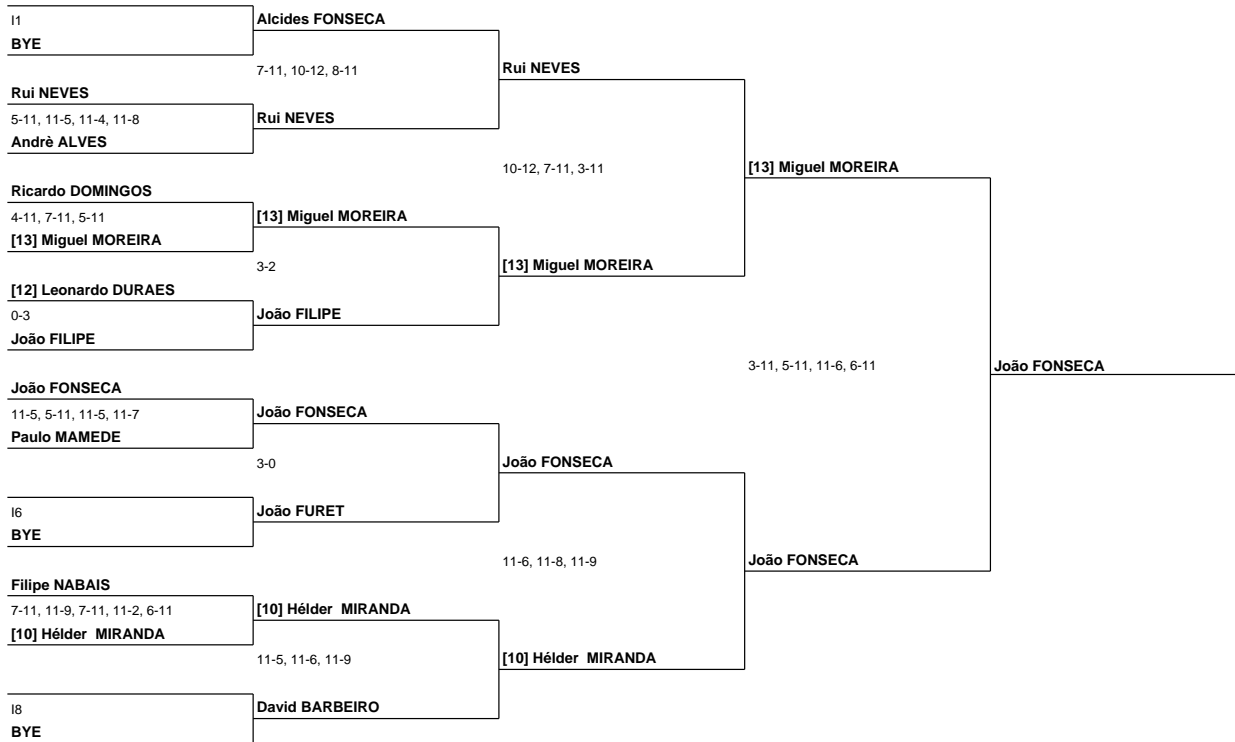 I1
BYE
Rui NEVES
5-11, 11-5, 11-4, 11-8
Andrè ALVES
Ricardo DOMINGOS
4-11, 7-11, 5-11
[13] Miguel MOREIRA
[12] Leonardo DURAES
0-3
João FILIPE
João FONSECA
11-5, 5-11, 11-5, 11-7
Paulo MAMEDE
I6
BYE
Filipe NABAIS
7-11, 11-9, 7-11, 11-2, 6-11
[10] Hélder  MIRANDA
I8
BYE
Alcides FONSECA
7-11, 10-12, 8-11
Rui NEVES
[13] Miguel MOREIRA
3-2
João FILIPE
João FONSECA
3-0
João FURET
[10] Hélder  MIRANDA
11-5, 11-6, 11-9
David BARBEIRO
Rui NEVES
10-12, 7-11, 3-11
[13] Miguel MOREIRA
João FONSECA
11-6, 11-8, 11-9
[10] Hélder  MIRANDA
[13] Miguel MOREIRA
3-11, 5-11, 11-6, 6-11
João FONSECA
João FONSECA